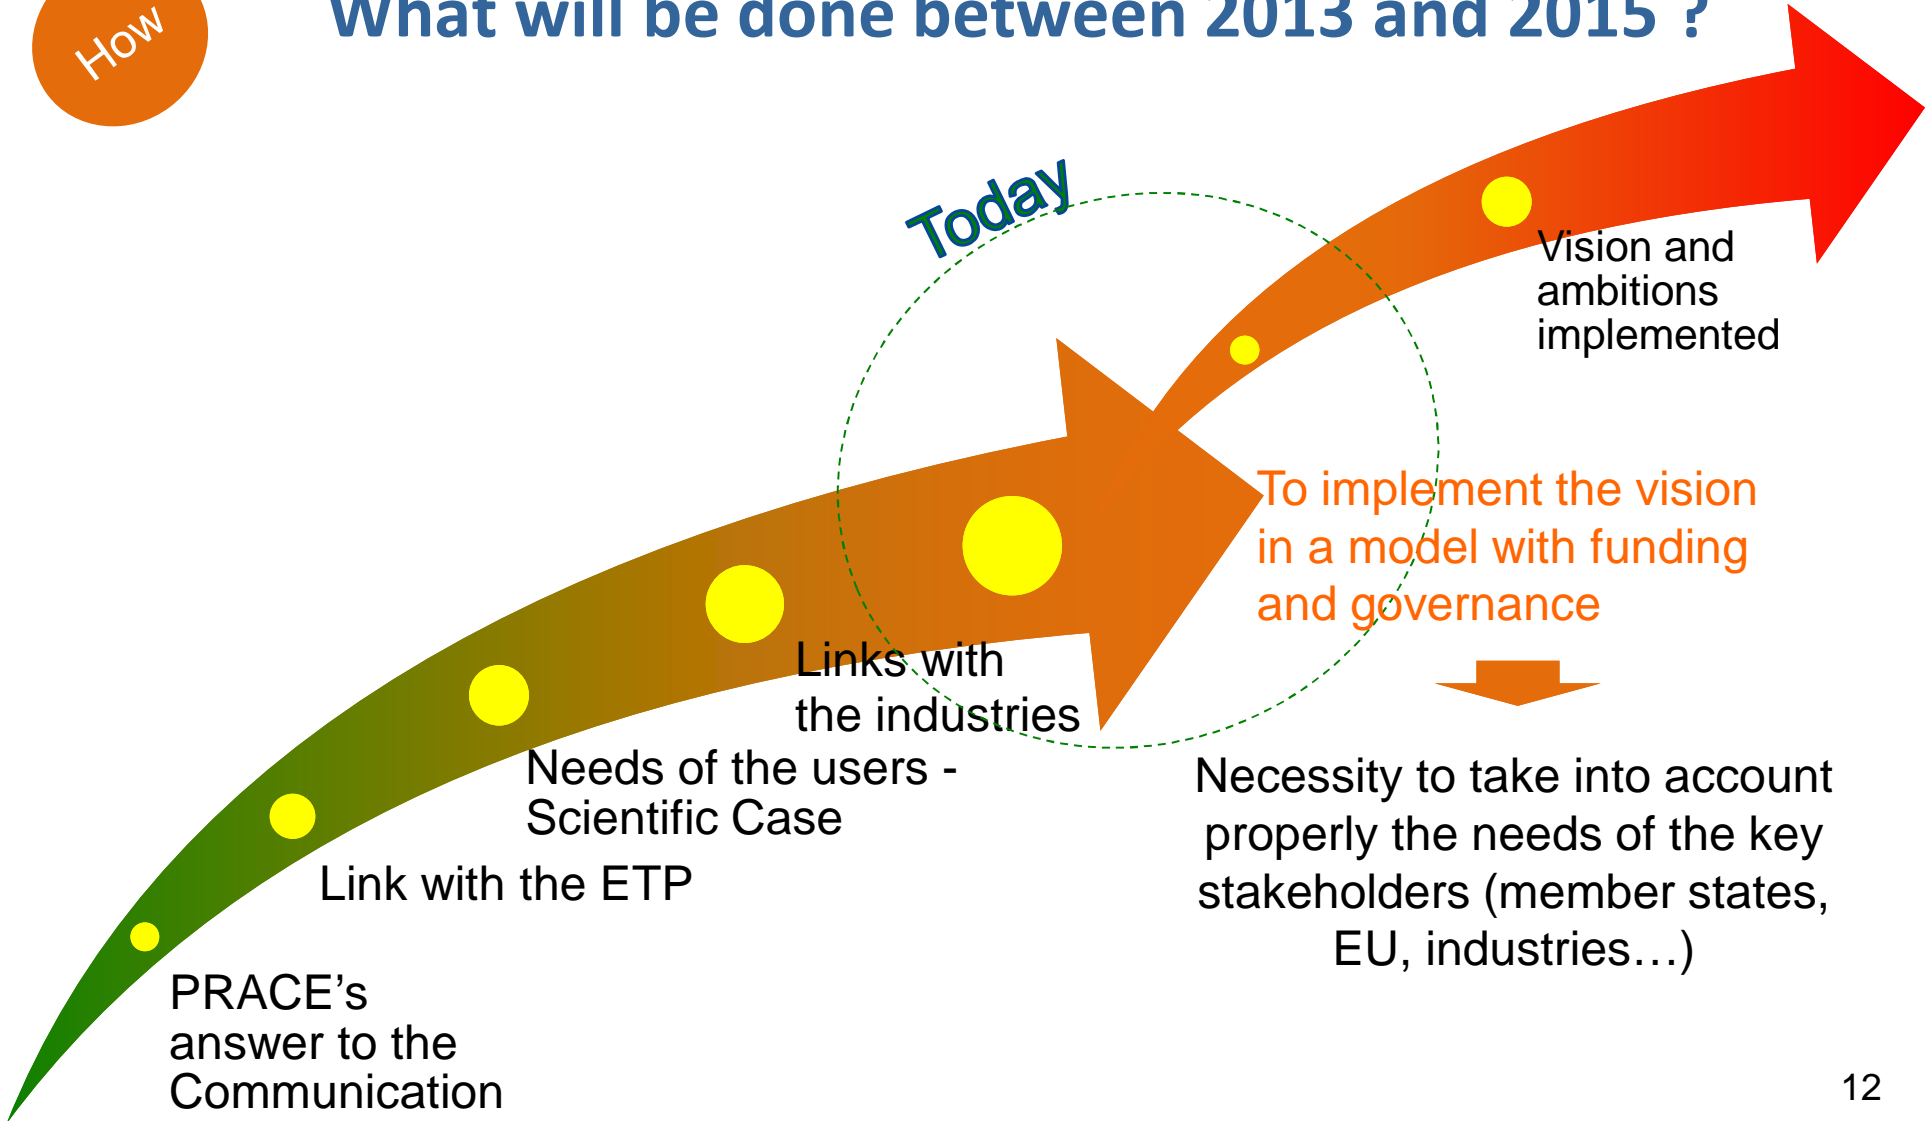 How
What will be done between 2013 and 2015 ?
Today
Vision and
ambitions
implemented
To implement the vision
in a model with funding
and governance
Links with
the industries
Needs of the users -
Scientific Case
Link with the ETP
PRACE’s
answer to the
Communication
Necessity to take into account
properly the needs of the key
stakeholders (member states,
EU, industries…)
12